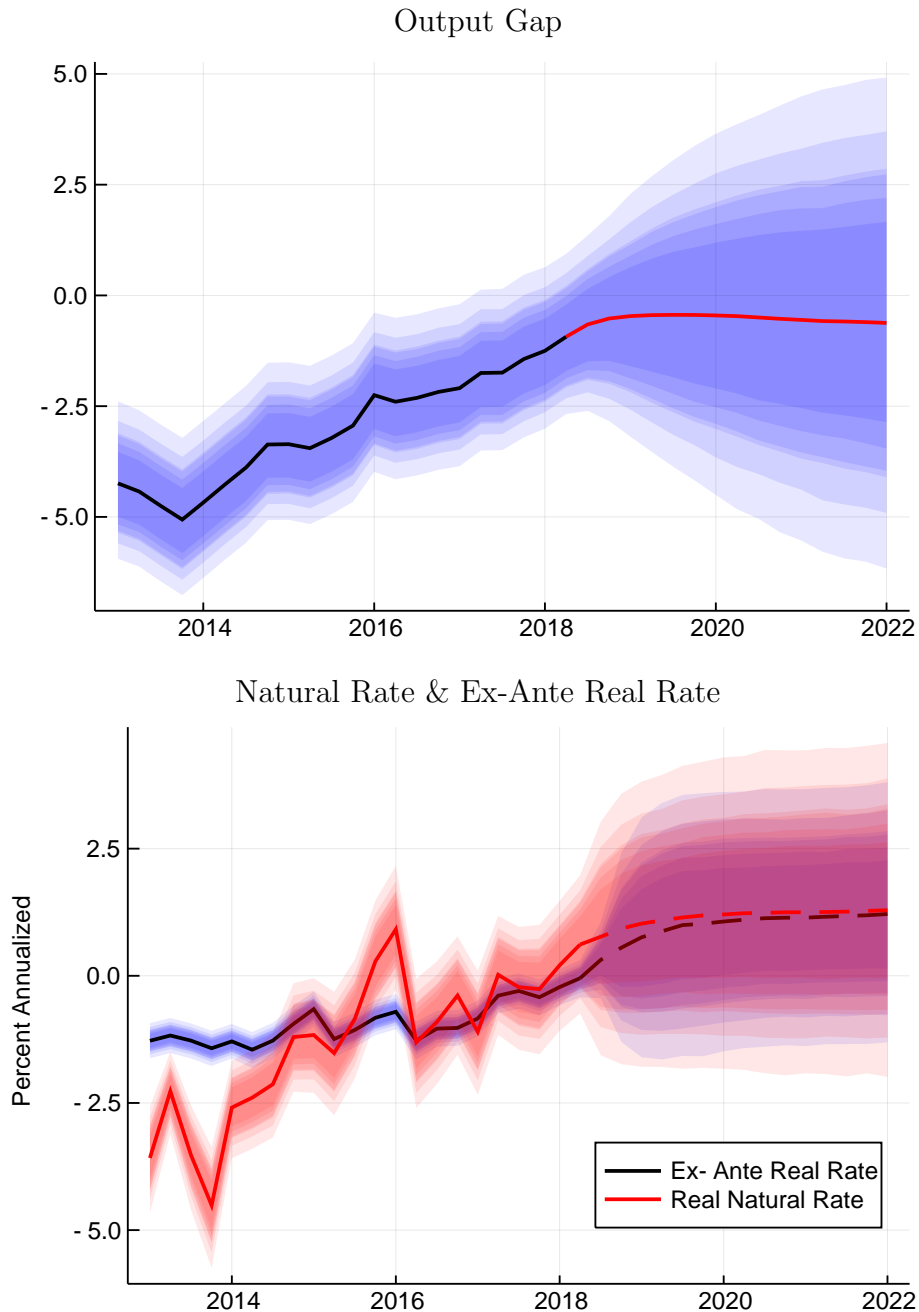 Output Gap
5.0
2.5
0.0
- 2.5
- 5.0
2014 2016 2018 2020 2022
Natural Rate & Ex-Ante Real Rate
Percent Annualized
2.5
0.0
- 2.5
- 5.0
Ex- Ante Real Rate
Real Natural Rate
2014 2016 2018 2020 2022